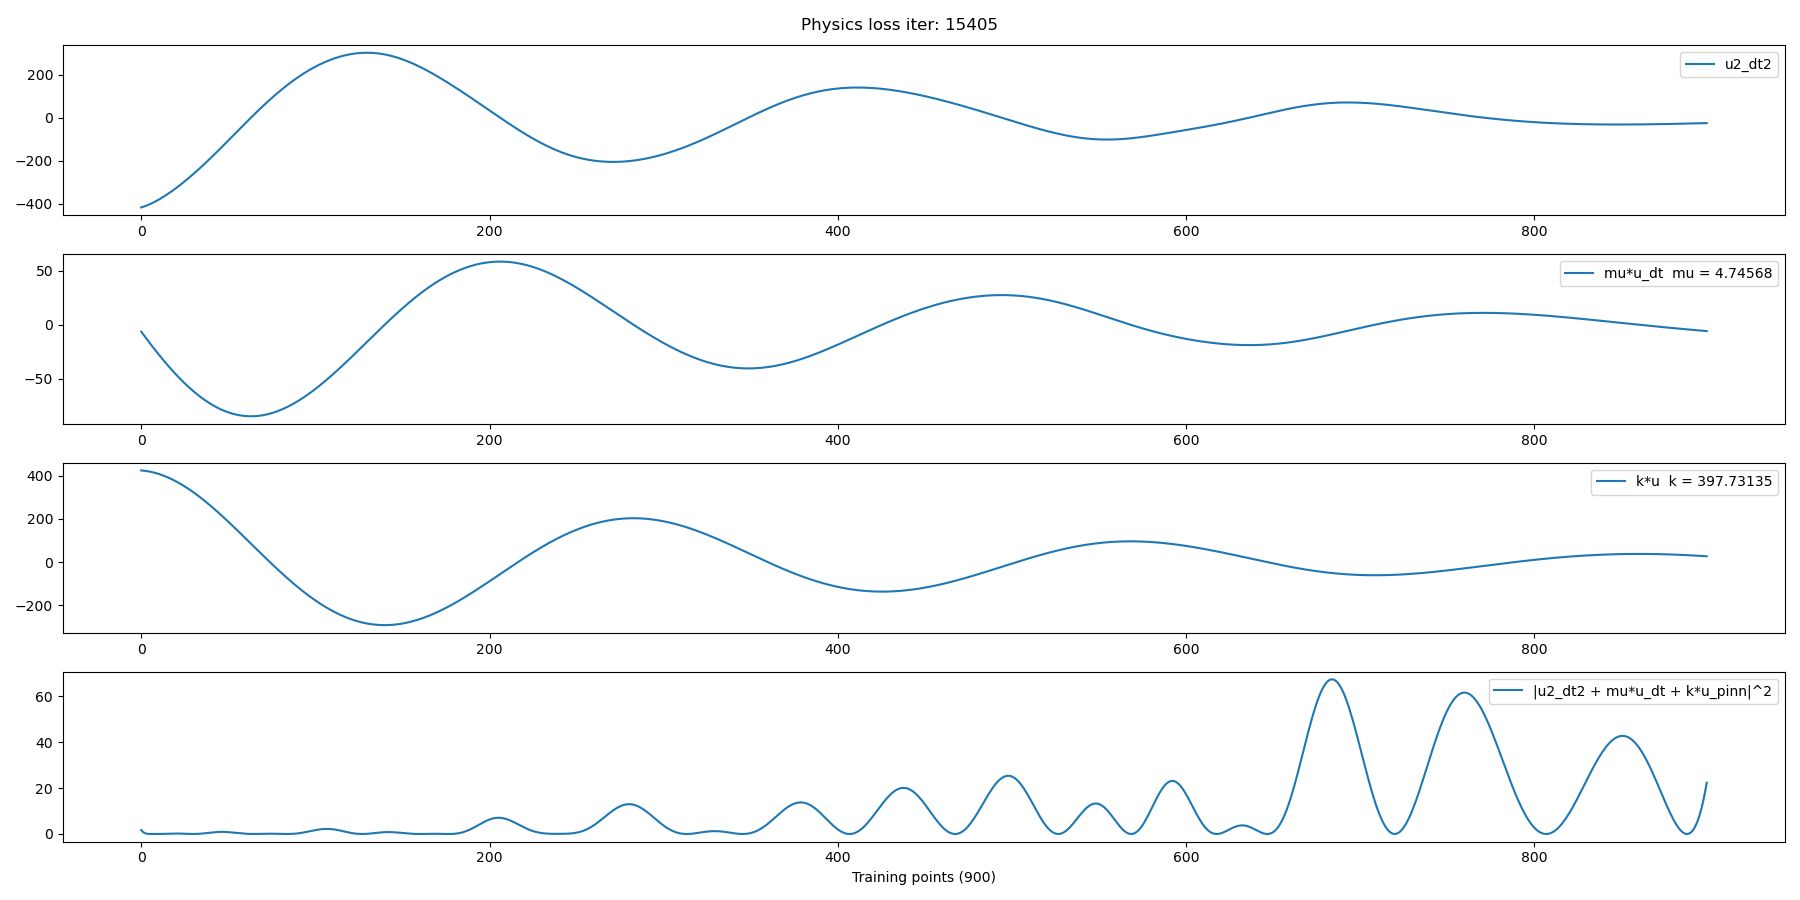 Physics loss iter: 15405
u2_dt2
200
0
−200
−400
0 200 400 600 800
mu*u_dt mu = 4.74568
50
0
−50
0 200 400 600 800
k*u k = 397.73135
400
200
0
−200
0 200 400 600 800
|u2_dt2 + mu*u_dt + k*u_pinn|^2
60
40
20
0
0 200 400 600 800
Training points (900)